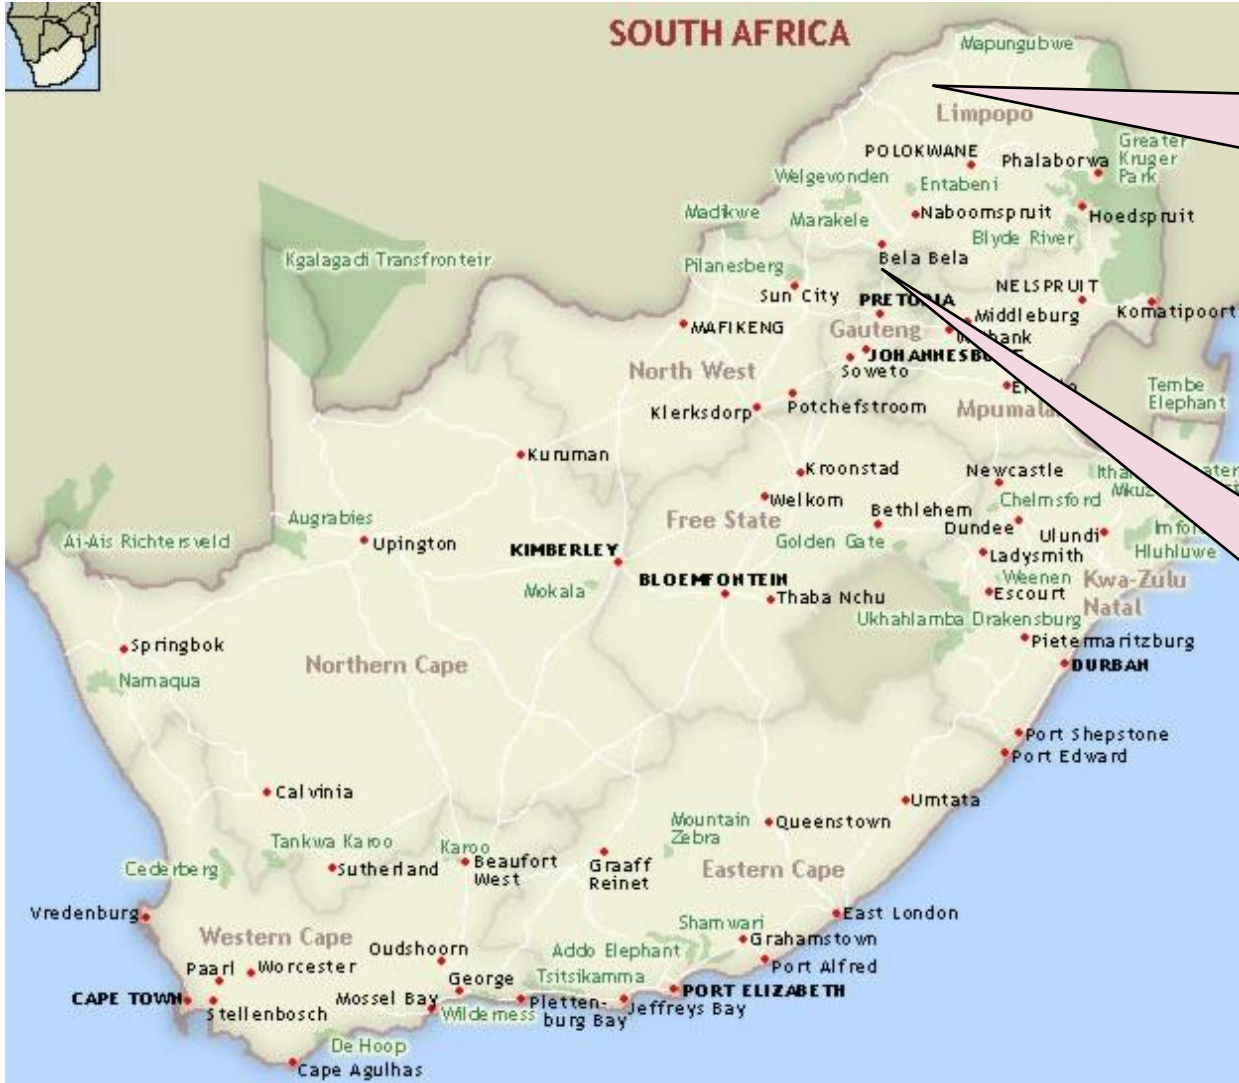 SOUTH AFRICA
Mapungubwe
Limpopo
POLOKWANE
Phalaborwa
Greater
Kruger
Park
Welgevonden
Entabeni
Madikwe
Marakele
Naboomspruit
Hoedspruit
Blyde River
Bela Bela
Kgalagadi Transfronteir
Pilanesberg
Sun City
PRETORIA
NELSPRUIT
Komatipoort
MAFIKENG
Gauteng
Middleburg
JOHANNESBU
Soweto
North West
Tembe
Elephant
Klerksdorp
Potchefstroom
Mpumala
Kuruman
Kroonstad
Newcastle
Welkom
Chelmsford
Bethlehem
Free State
Dundee
Ulundi
Augrabies
Ai-Ais Richtersveld
Upington
KIMBERLEY
Golden Gate
Ladysmith
Hluhluwe
BLOEMFONTEIN
Mokala
Thaba Nchu
Weenen
Escourt
Kwa-Zulu
Natal
Ukhahlamba Drakensburg
Pietermaritzburg
DURBAN
Springbok
Namaqua
Northern Cape
Port Shepstone
Port Edward
Calvinia
Umtata
Mountain
Zebra
Queenstown
Tankwa Karoo
Karoo
Cederberg
Sutherland
Beaufort
West
Graaff
Reinet
Eastern Cape
Vredenburg
East London
Shamwari
Western Cape
Grahamstown
Oudshoorn
Addo Elephant
Paarl
Worcester
Port Alfred
George
Tsitsikamma
CAPE TOWN
Stellenbosch
Mossel Bay
Wilderness
Pletten-
burg Bay
Jeffreys Bay
PORT ELIZABETH
De Hoop
Cape Agulhas